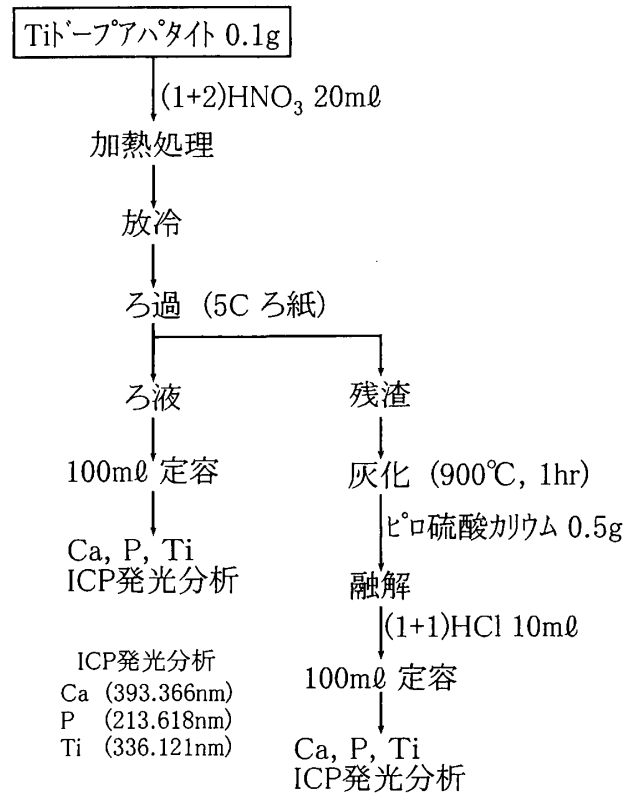 Tiドープアパタイト 0.1g
(1+2)HNO₃ 20mℓ
加熱処理
放冷
ろ過 (5C ろ紙)
ろ液
100mℓ 定容
Ca, P, Ti
ICP発光分析
残渣
灰化 (900℃, 1hr)
ピロ硫酸カリウム 0.5g
融解
(1+1)HCl 10mℓ
100mℓ 定容
Ca, P, Ti
ICP発光分析
ICP発光分析
Ca (393.366nm)
P (213.618nm)
Ti (336.121nm)